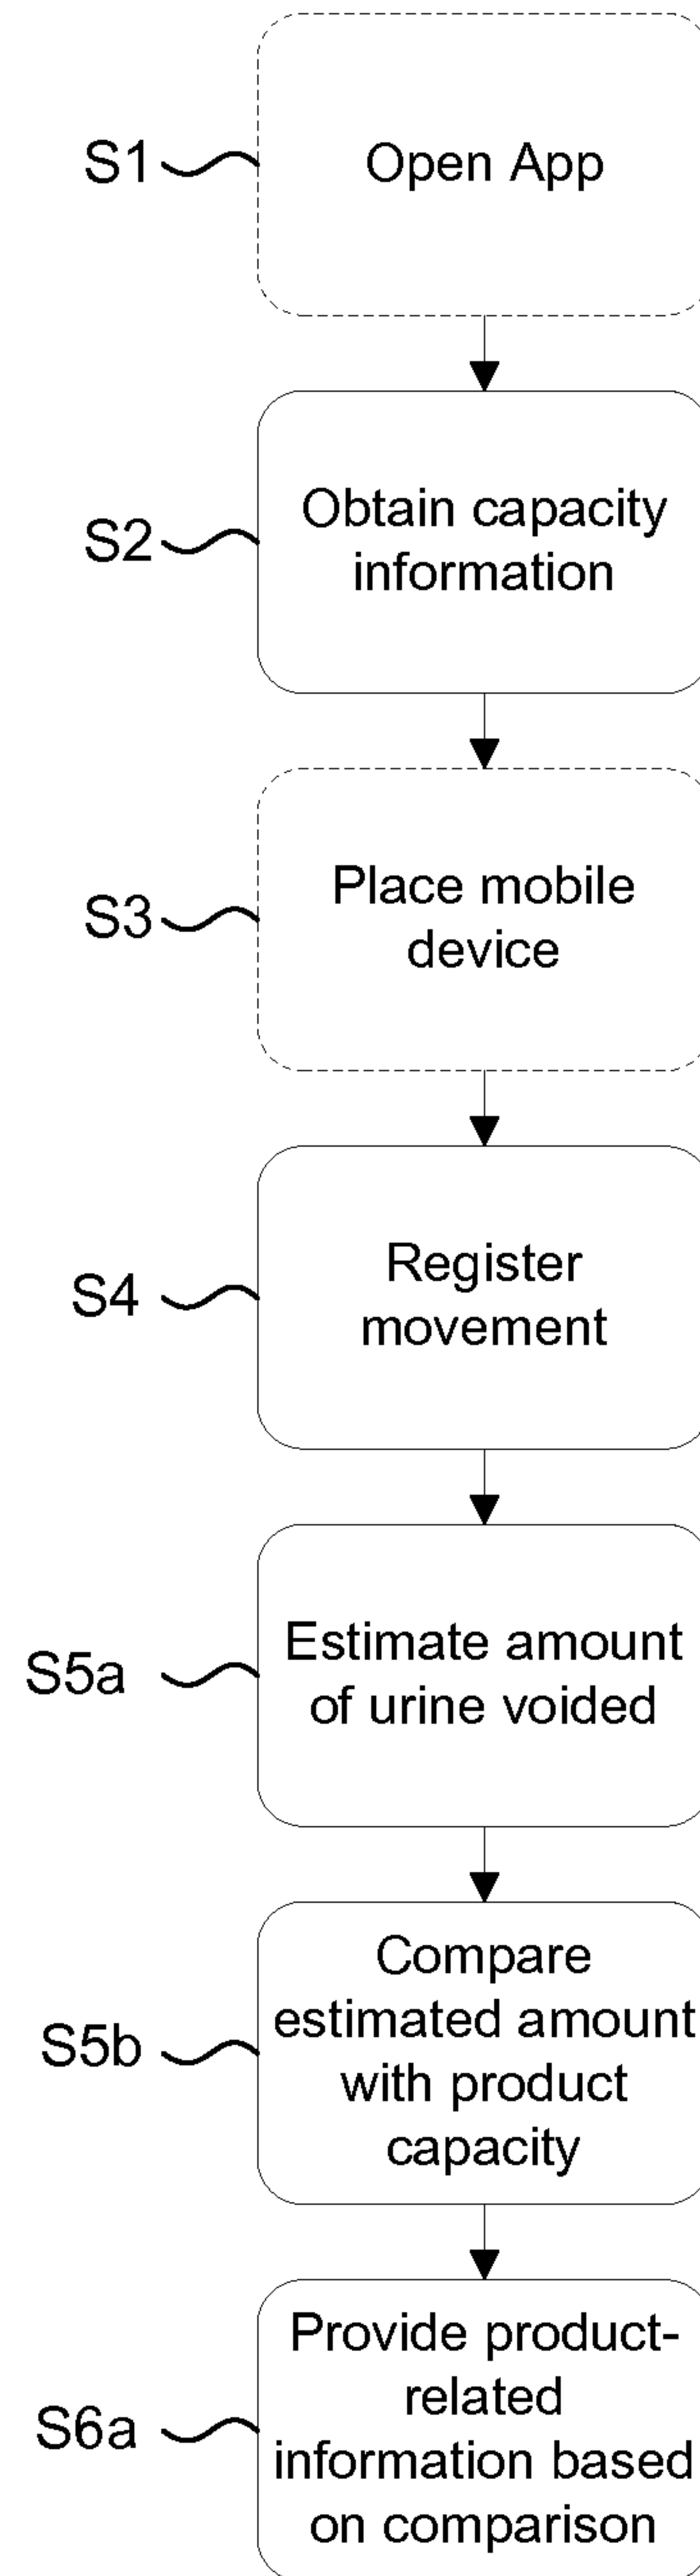 S1
Open App
S2
Obtain capacity
information
S3
Place mobile
device
S4
Register
movement
S5a
Estimate amount
of urine voided
S5b
Compare
estimated amount
with product
capacity
S6a
Provide product-
related
information based
on comparison